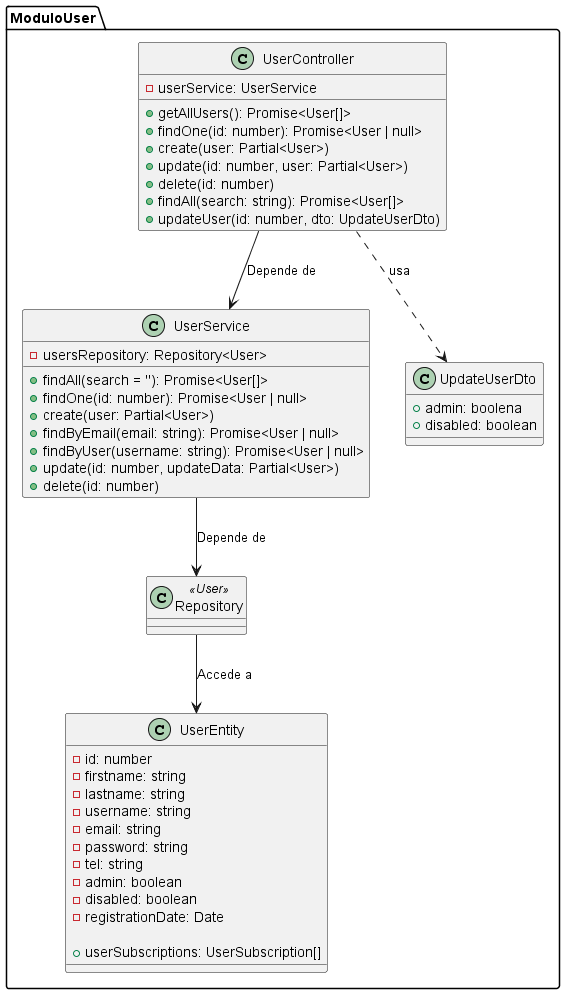 ModuloUser
C UserController
userService: UserService
getAllUsers(): Promise<User[]>
findOne(id: number): Promise<User | null>
create(user: Partial<User>)
update(id: number, user: Partial<User>)
delete(id: number)
findAll(search: string): Promise<User[]>
updateUser(id: number, dto: UpdateUserDto)
Depende de
usa
C UserService
usersRepository: Repository<User>
findAll(search = ''): Promise<User[]>
findOne(id: number): Promise<User | null>
create(user: Partial<User>)
findByEmail(email: string): Promise<User | null>
findByUser(username: string): Promise<User | null>
update(id: number, updateData: Partial<User>)
delete(id: number)
C UpdateUserDto
admin: boolena
disabled: boolean
Depende de
«User»
C Repository
Accede a
C UserEntity
id: number
firstname: string
lastname: string
username: string
email: string
password: string
tel: string
admin: boolean
disabled: boolean
registrationDate: Date
userSubscriptions: UserSubscription[]